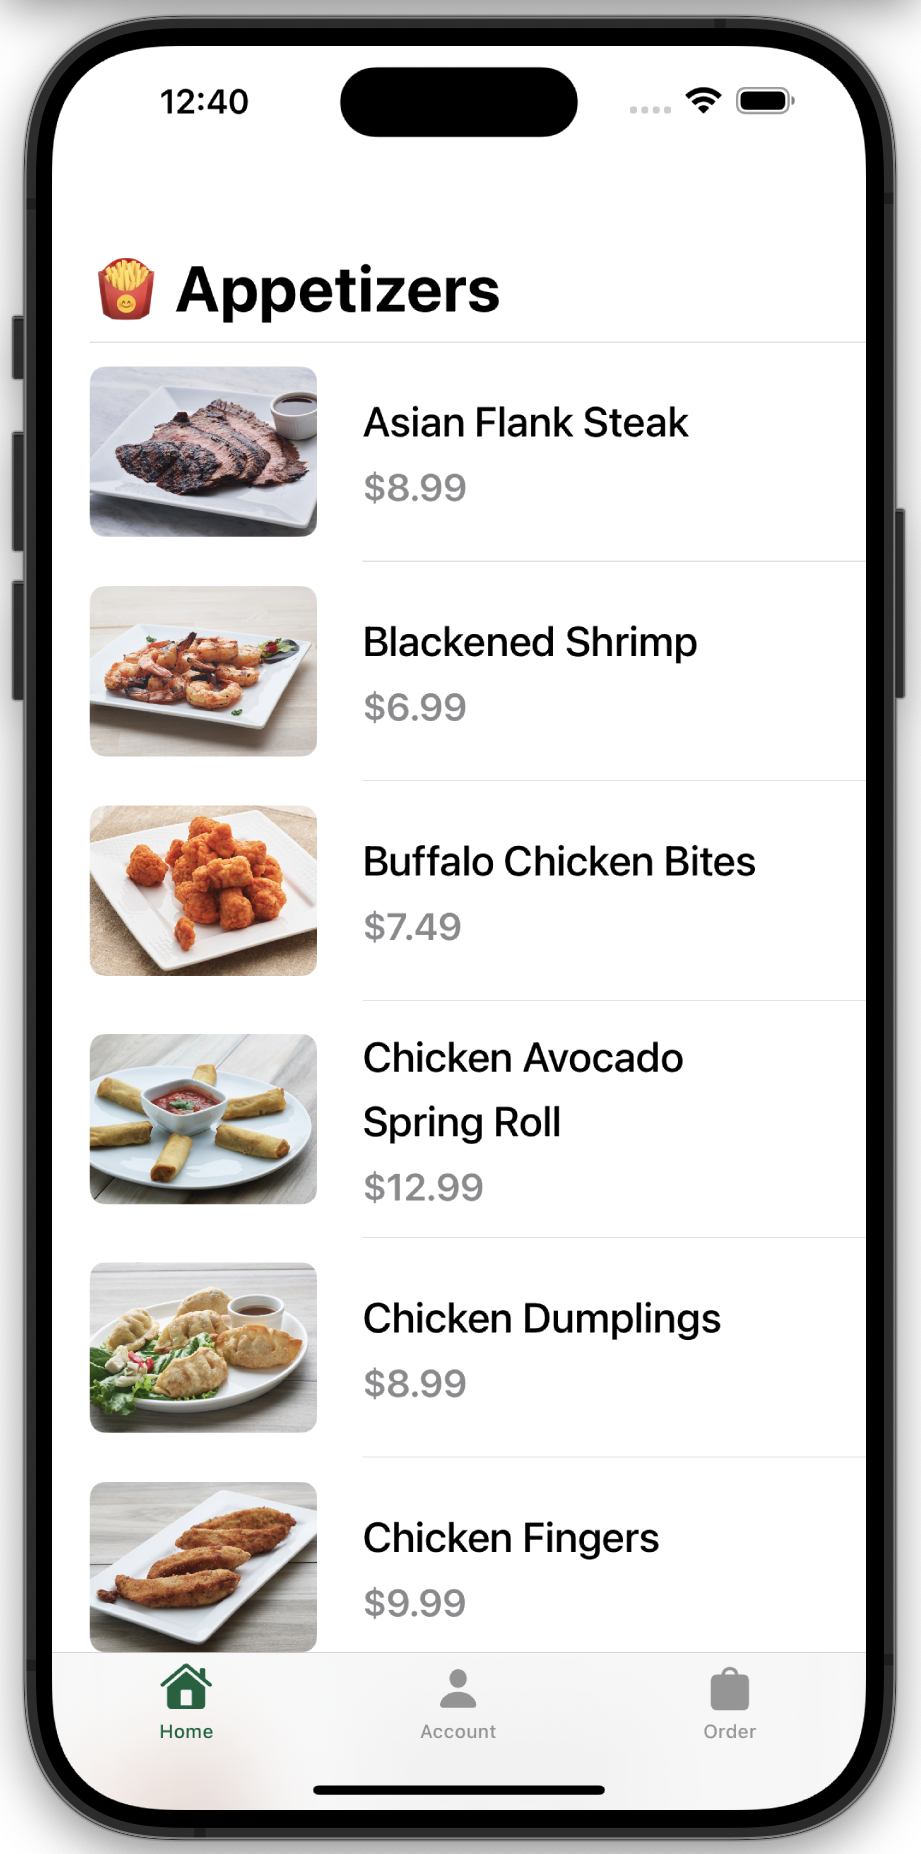 12:40
🍟 Appetizers
Asian Flank Steak
$8.99
Blackened Shrimp
$6.99
Buffalo Chicken Bites
$7.49
Chicken Avocado
Spring Roll
$12.99
Chicken Dumplings
$8.99
Chicken Fingers
$9.99
Home
Account
Order